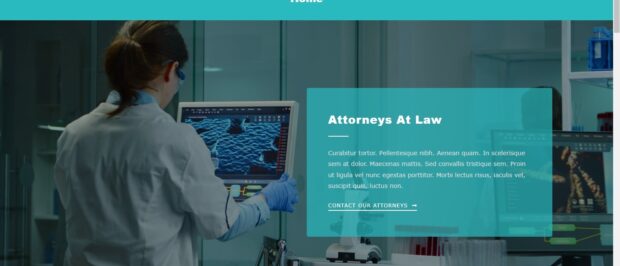 Home
Attorneys At Law
Curabitur tortor. Pellentesque nibh. Aenean quam. In scelerisque
sem at dolor. Maecenas mattis. Sed convallis tristique sem. Proin
ut ligula vel nunc egestas porttitor. Morbi lectus risus, iaculis vel,
suscipit quis, luctus non.
CONTACT OUR ATTORNEYS →